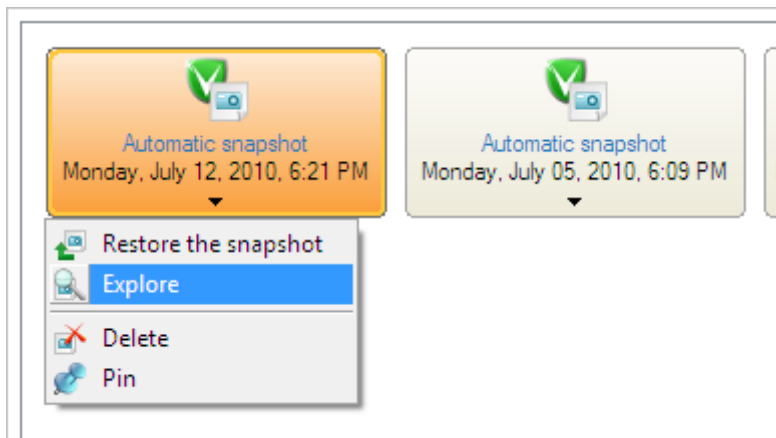 Automatic snapshot
Monday, July 12, 2010, 6:21 PM
Automatic snapshot
Monday, July 05, 2010, 6:09 PM
Restore the snapshot
Explore
Delete
Pin